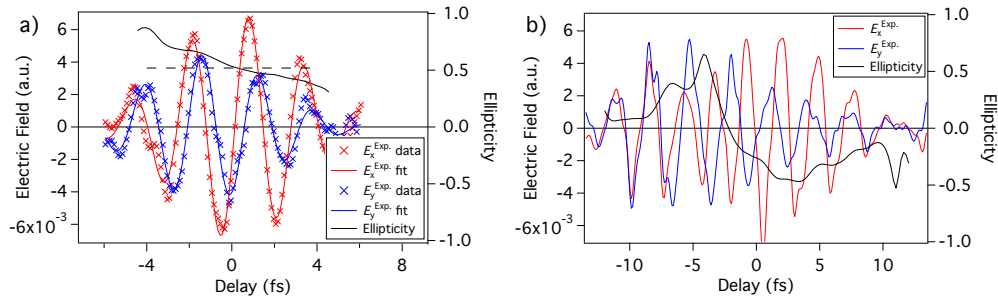 a)
Electric Field (a.u.)
6
4
2
0
-2
-4
-6x10⁻³
-4
0
4
8
Delay (fs)
1.0
0.5
0.0
0.5
-1.0
Ellipticity
Eₓ Exp. data
Eₓ Exp. fit
Eᵧ Exp. data
Eᵧ Exp. fit
Ellipticity
b)
Electric Field (a.u.)
6
4
2
0
-2
-4
-6x10⁻³
-10
-5
0
5
10
Delay (fs)
1.0
0.5
0.0
-0.5
-1.0
Ellipticity
Eₓ Exp.
Eᵧ Exp.
Ellipticity